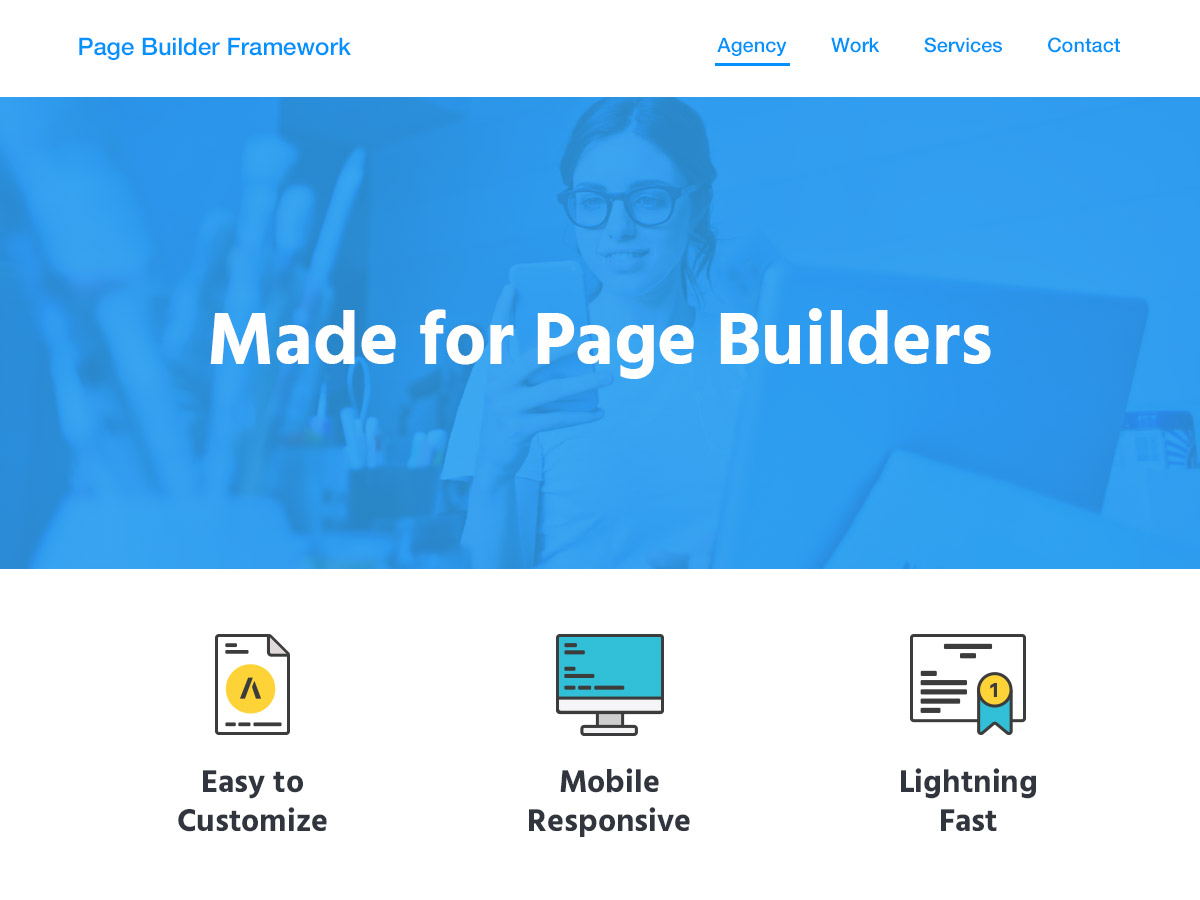 Page Builder Framework
Agency Work Services Contact
Made for Page Builders
1
Easy to
Customize
Mobile
Responsive
Lightning
Fast